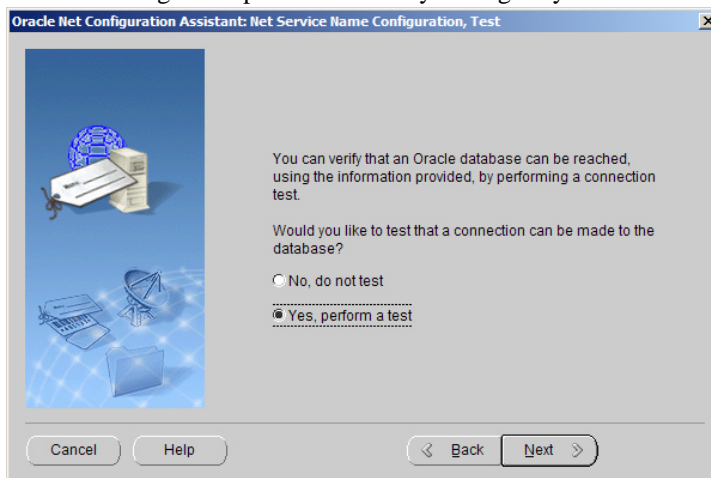 Oracle Net Configuration Assistant: Net Service Name Configuration, Test
You can verify that an Oracle database can be reached,
using the information provided, by performing a connection
test.
Would you like to test that a connection can be made to the
database?
No, do not test
Yes, perform a test
Cancel Help Back Next